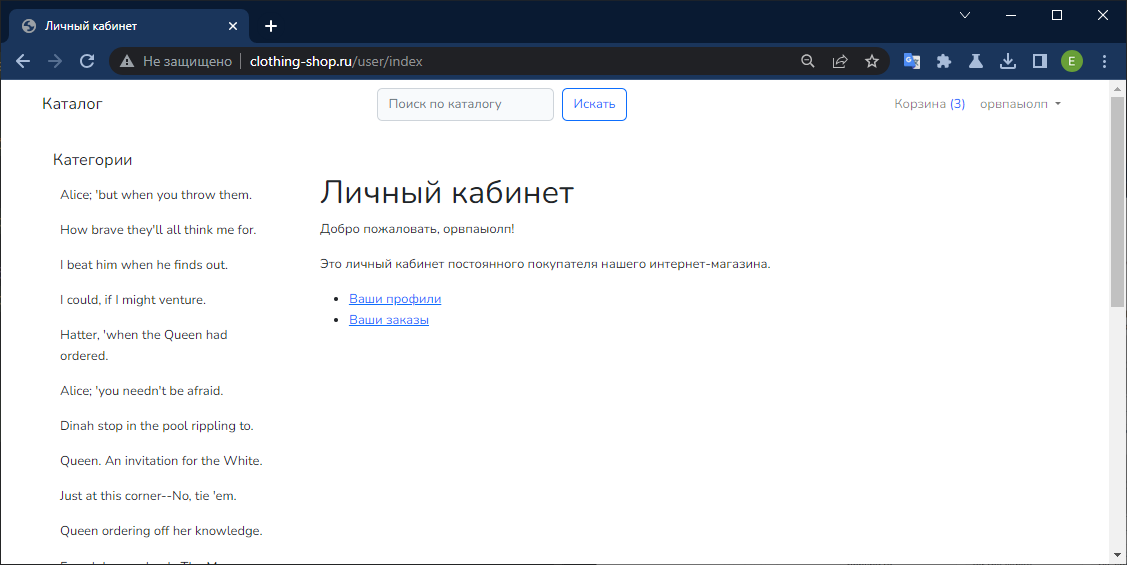 Личный кабинет
Не защищено clothing-shop.ru/user/index
E
Каталог
Поиск по каталогу
Искать
Корзина (3)
орвпаыолп
Категории
Alice; 'but when you throw them.
How brave they'll all think me for.
I beat him when he finds out.
I could, if I might venture.
Hatter, 'when the Queen had
ordered.
Alice; 'you needn't be afraid.
Dinah stop in the pool rippling to.
Queen. An invitation for the White.
Just at this corner--No, tie 'em.
Queen ordering off her knowledge.
Личный кабинет
Добро пожаловать, орвпаыолп!
Это личный кабинет постоянного покупателя нашего интернет-магазина.
Ваши профили
Ваши заказы